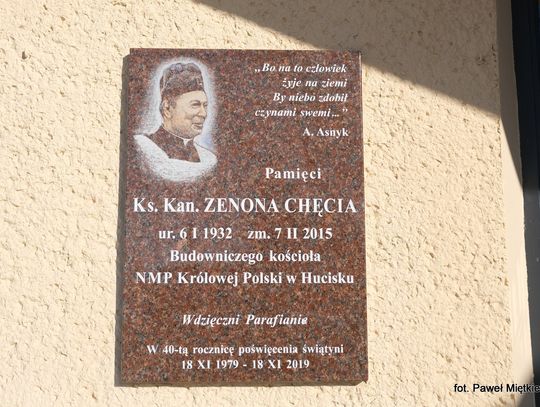 „Bo na to człowiek
żyje na ziemi
By niebo zdobił
czynami swemi..."
A. Asnyk
Pamięci
Ks. Kan. ZENONA CHĘCIA
ur. 6 I 1932 zm. 7 II 2015
Budowniczego kościoła
NMP Królowej Polski w Hucisku
Wdzięczni Parafianie
W 40-tą rocznicę poświęcenia świątyni
18 XI 1979 - 18 XI 2019
fot. Paweł Miętkie